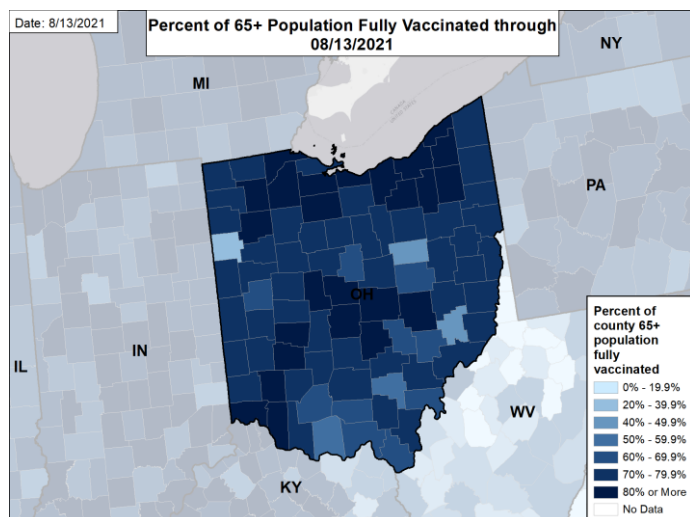 Date: 8/13/2021
Percent of 65+ Population Fully Vaccinated through
08/13/2021
NY
MI
PA
OH
IN
IL
WV
KY
Percent of
county 65+
population
fully
vaccinated
0% - 19.9%
20% - 39.9%
40% - 49.9%
50% - 59.9%
60% - 69.9%
70% - 79.9%
80% or More
No Data